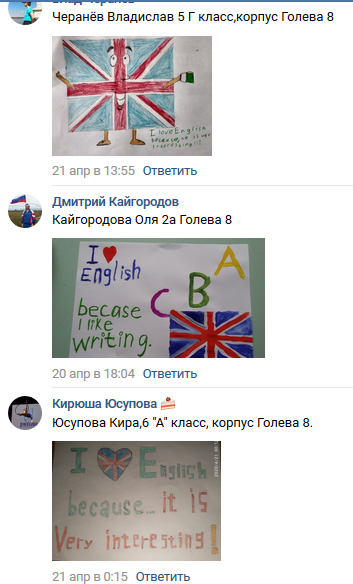 Черанёв Владислав 5 Г класс,корпус Голева 8
I love English
because, it is very
interesting!!!
21 апр в 13:55 Ответить
Дмитрий Кайгородов
Кайгородова Оля 2а Голева 8
I ❤ English
A
B
C
becase
I like
writing.
20 апр в 18:04 Ответить
Кирюша Юсупова 🍰
Юсупова Кира,6 "А" класс, корпус Голева 8.
I English
because... it is
Very interesting
21 апр в 0:15 Ответить